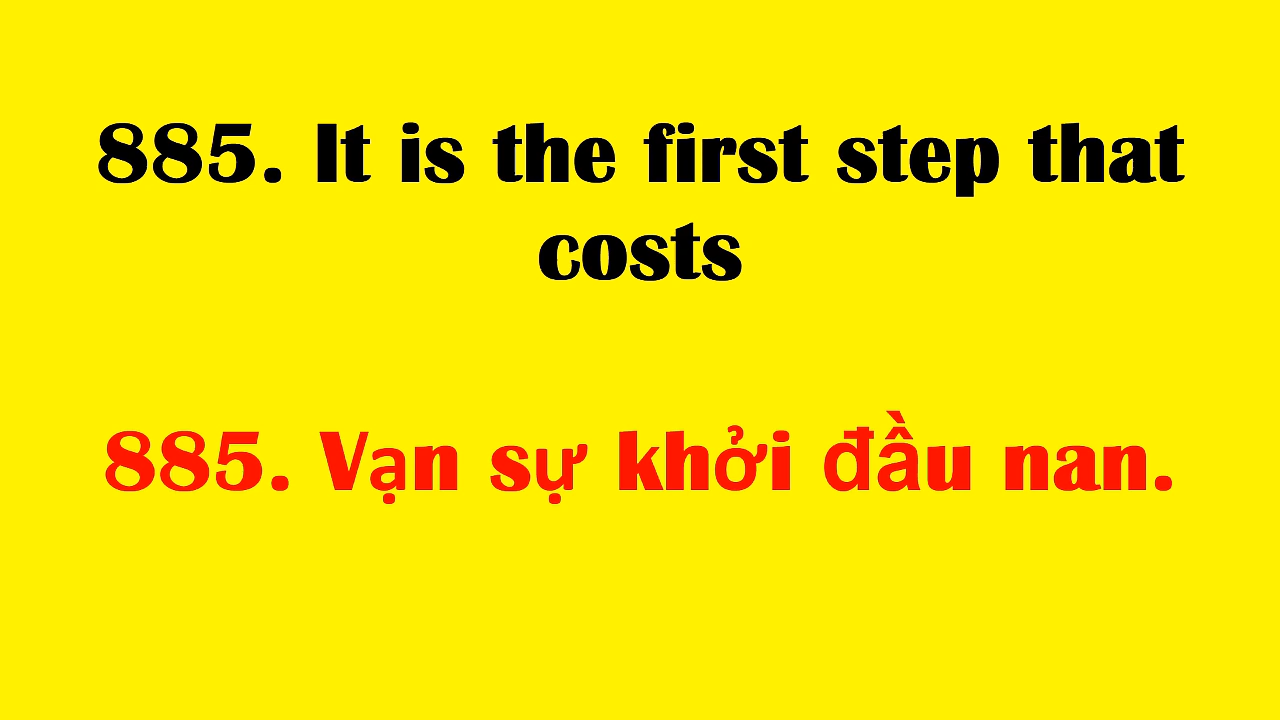 885. It is the first step that
costs
885. Vạn sự khởi đầu nan.